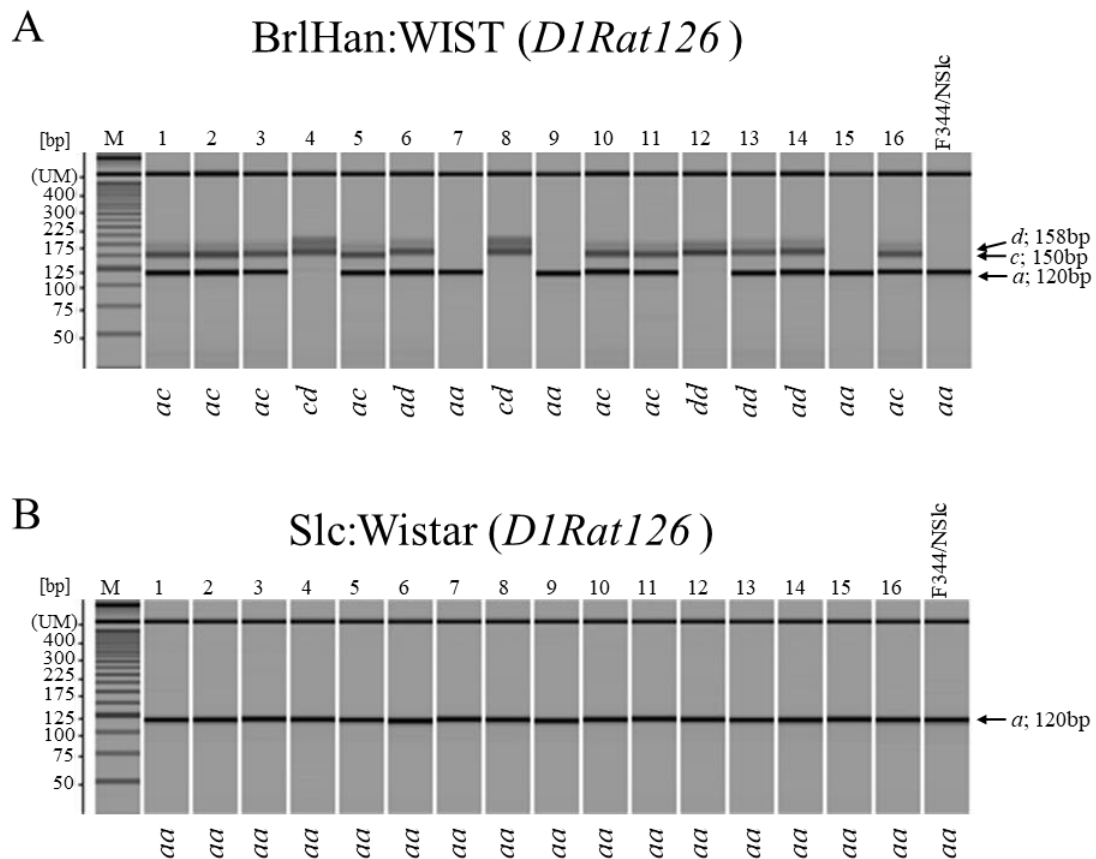 A
BrlHan:WIST (D1Rat126)
F344/NSlc
[bp] M 1 2 3 4 5 6 7 8 9 10 11 12 13 14 15 16
(UM)
400
300
225
175
125
100
75
50
d; 158bp
c; 150bp
a; 120bp
ac ac ac cd ac ad aa cd aa ac ac dd ad ad aa ac aa
B
Slc:Wistar (D1Rat126)
F344/NSlc
[bp] M 1 2 3 4 5 6 7 8 9 10 11 12 13 14 15 16
(UM)
400
300
225
175
125
100
75
50
a; 120bp
aa aa aa aa aa aa aa aa aa aa aa aa aa aa aa aa aa